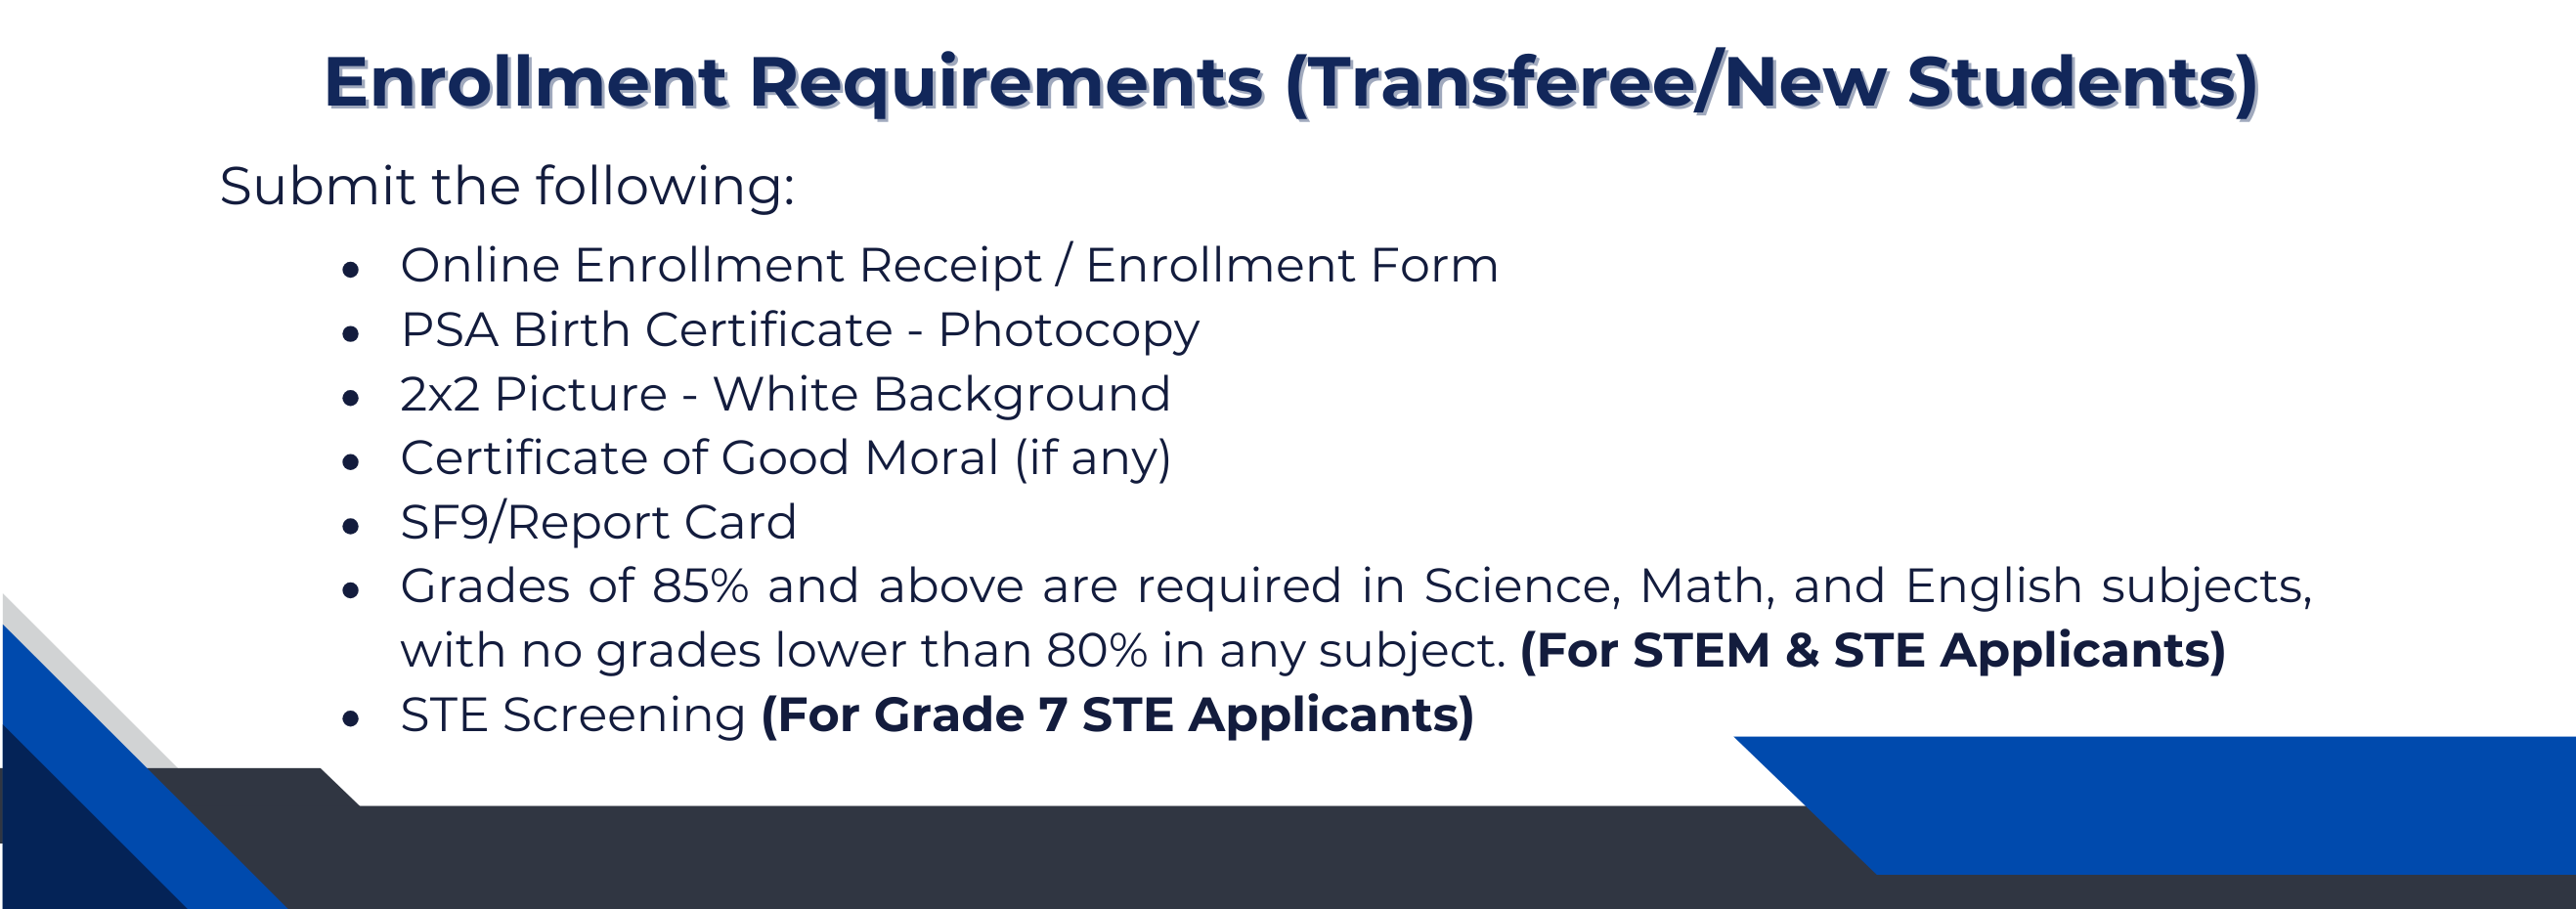 Enrollment Requirements (Transferee/New Students)
Submit the following:
• Online Enrollment Receipt / Enrollment Form
• PSA Birth Certificate - Photocopy
• 2x2 Picture - White Background
• Certificate of Good Moral (if any)
• SF9/Report Card
• Grades of 85% and above are required in Science, Math, and English subjects,
with no grades lower than 80% in any subject. (For STEM & STE Applicants)
• STE Screening (For Grade 7 STE Applicants)